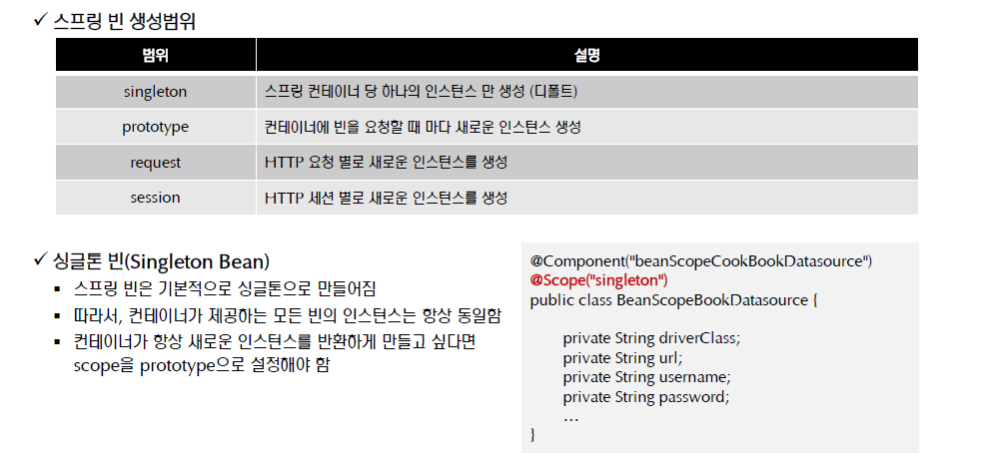 ✓ 스프링 빈 생성범위
범위 설명
singleton 스프링 컨테이너 당 하나의 인스턴스 만 생성 (디폴트)
prototype 컨테이너에 빈을 요청할 때 마다 새로운 인스턴스 생성
request HTTP 요청 별로 새로운 인스턴스를 생성
session HTTP 세션 별로 새로운 인스턴스를 생성
✓ 싱글톤 빈(Singleton Bean)
▪ 스프링 빈은 기본적으로 싱글톤으로 만들어짐
▪ 따라서, 컨테이너가 제공하는 모든 빈의 인스턴스는 항상 동일함
▪ 컨테이너가 항상 새로운 인스턴스를 반환하게 만들고 싶다면
scope을 prototype으로 설정해야 함
@Component("beanScopeCookBookDatasource")
@Scope("singleton")
public class BeanScopeBookDatasource {
private String driverClass;
private String url;
private String username;
private String password;
…
}